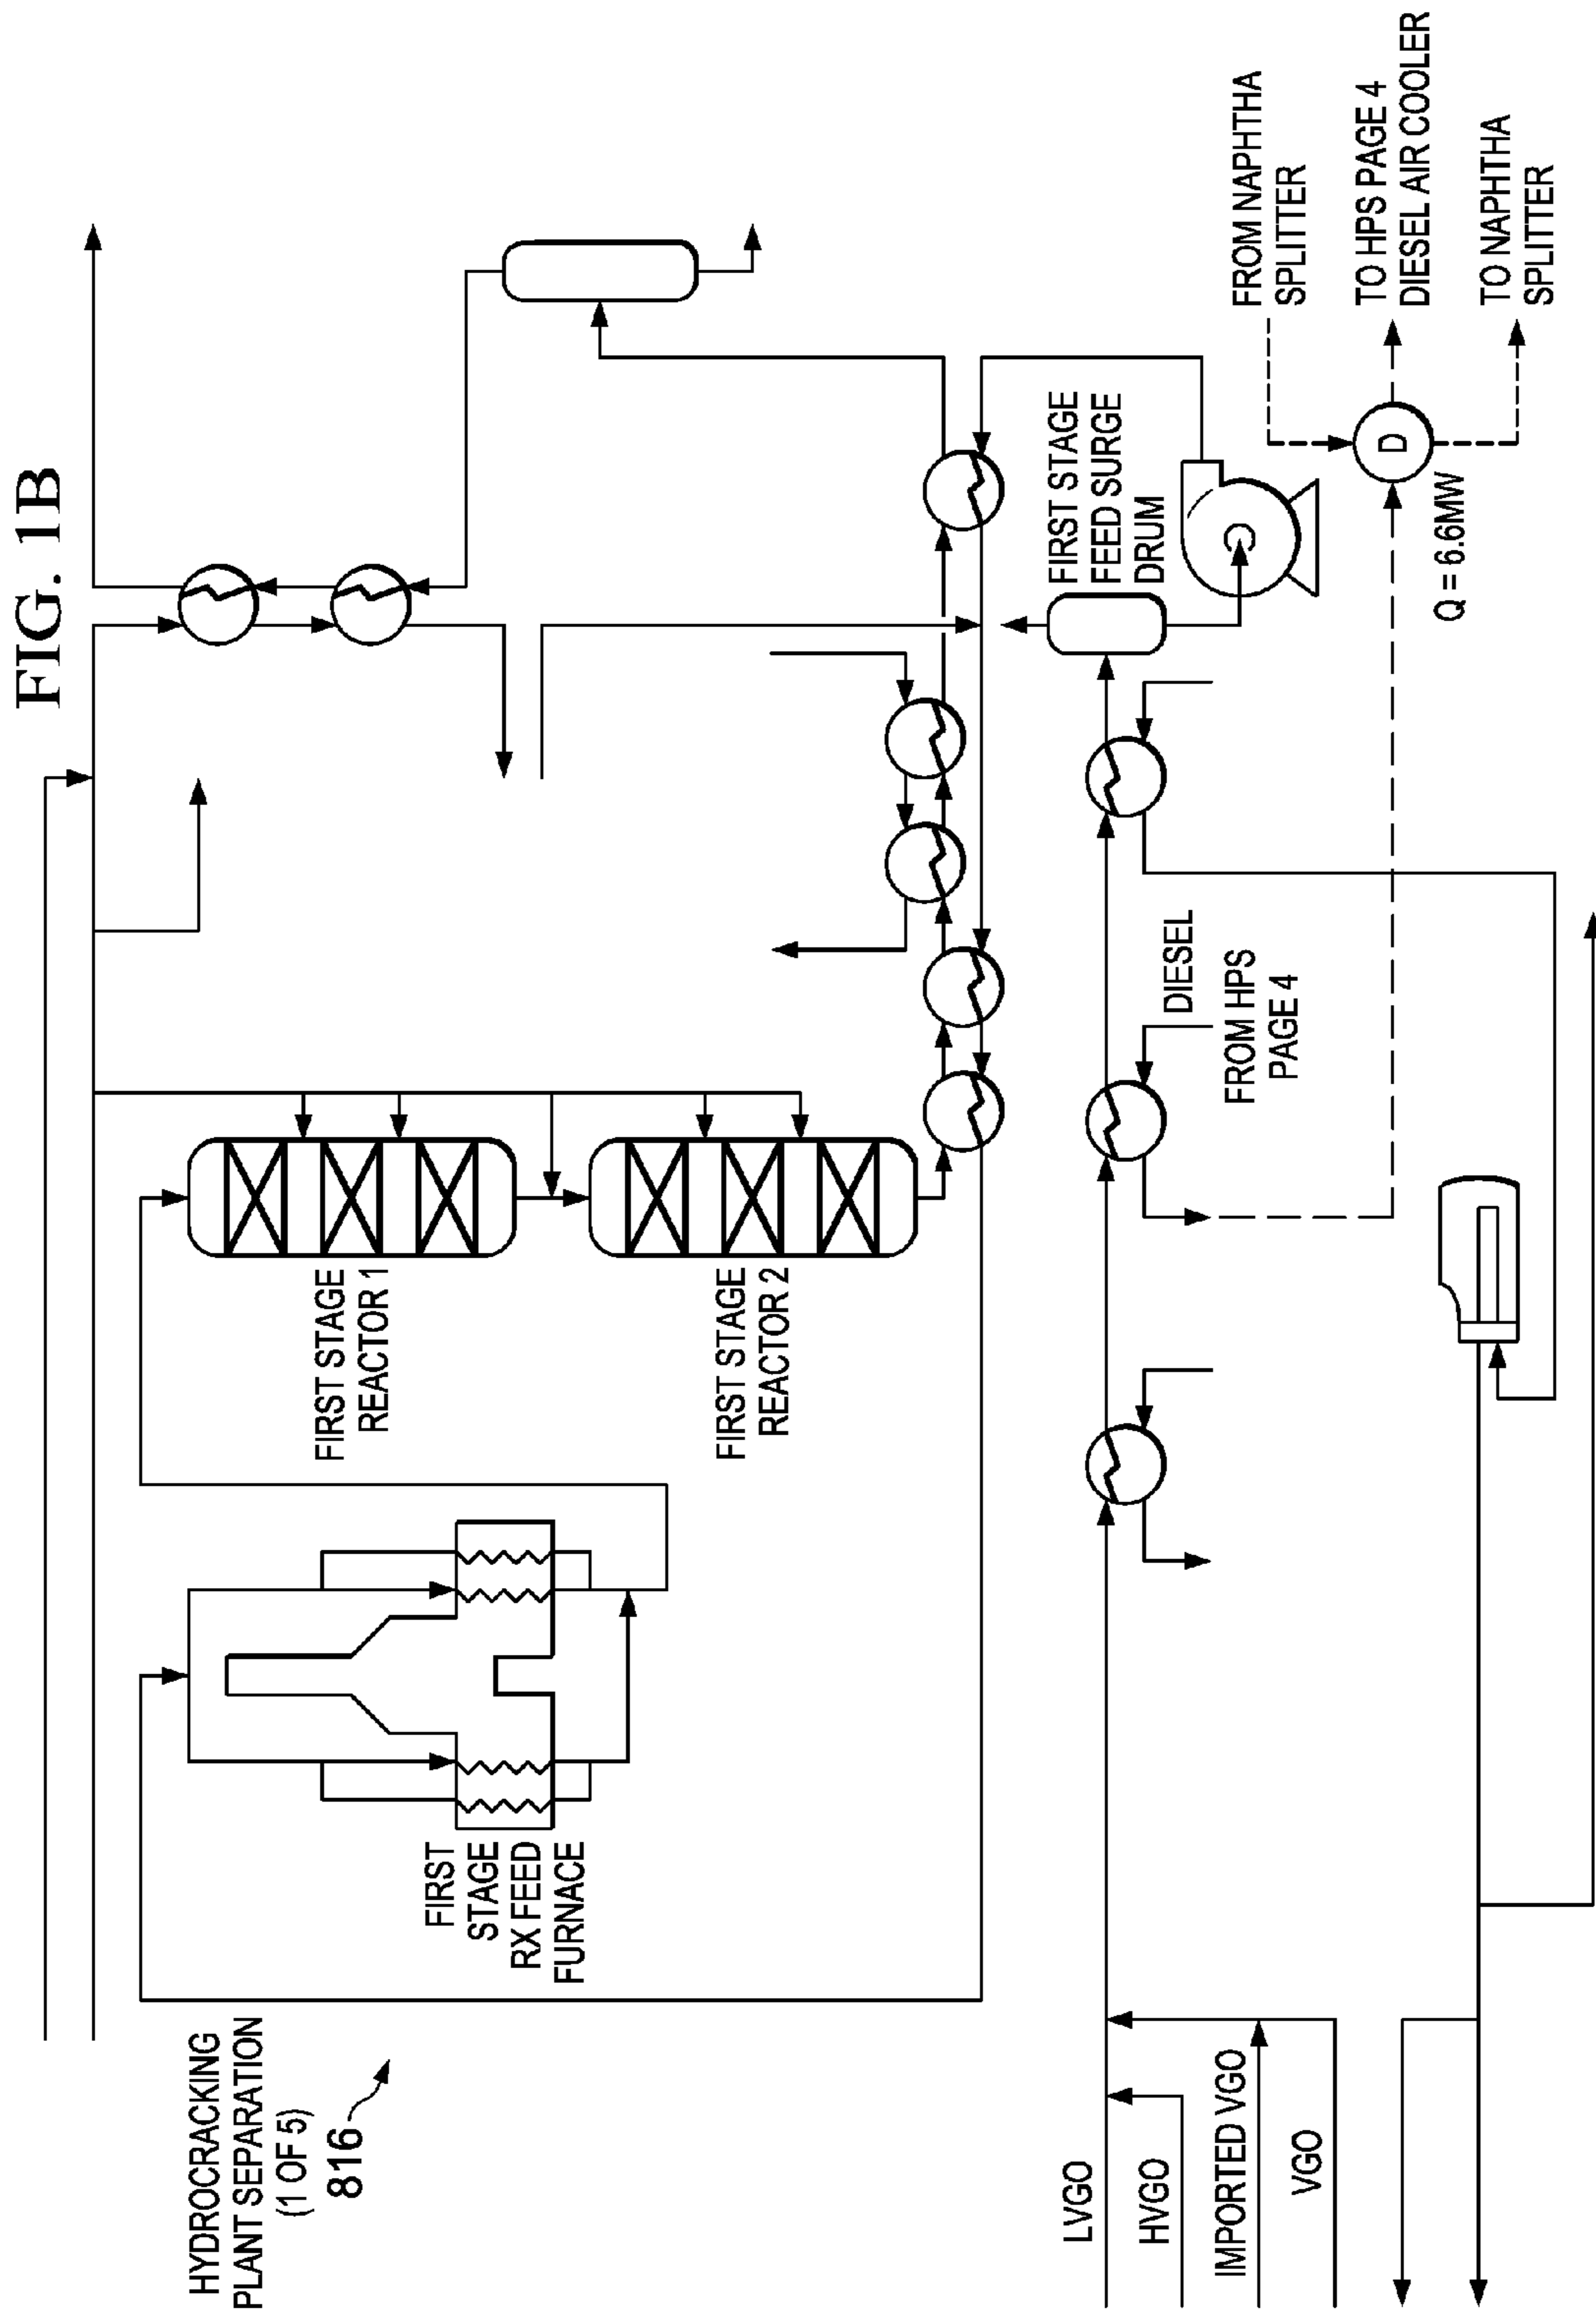 FIG. 1B
HYDROCRACKING
PLANT SEPARATION
(1 OF 5)
816
FIRST
STAGE
RX FEED
FURNACE
FIRST STAGE
REACTOR 1
FIRST STAGE
REACTOR 2
LVGO
HVGO
IMPORTED VGO
VGO
DIESEL
FROM HPS
PAGE 4
FIRST STAGE
FEED SURGE
DRUM
Q = 6.6MW
D
FROM NAPHTHA
SPLITTER
TO HPS PAGE 4
DIESEL AIR COOLER
TO NAPHTHA
SPLITTER